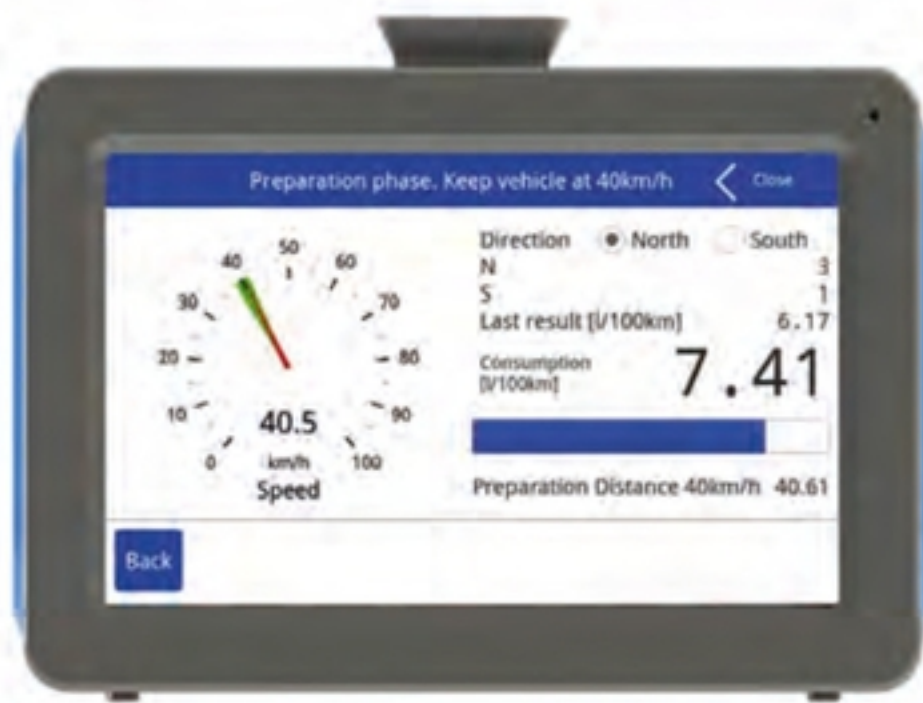 Preparation phase. Keep vehicle at 40km/h
Close
0
10
20
30
40
50
60
70
80
90
100
40.5
km/h
Speed
Direction North South
N 3
S 1
Last result [l/100km] 6.17
Consumption
[l/100km]
7.41
Preparation Distance 40km/h 40.61
Back